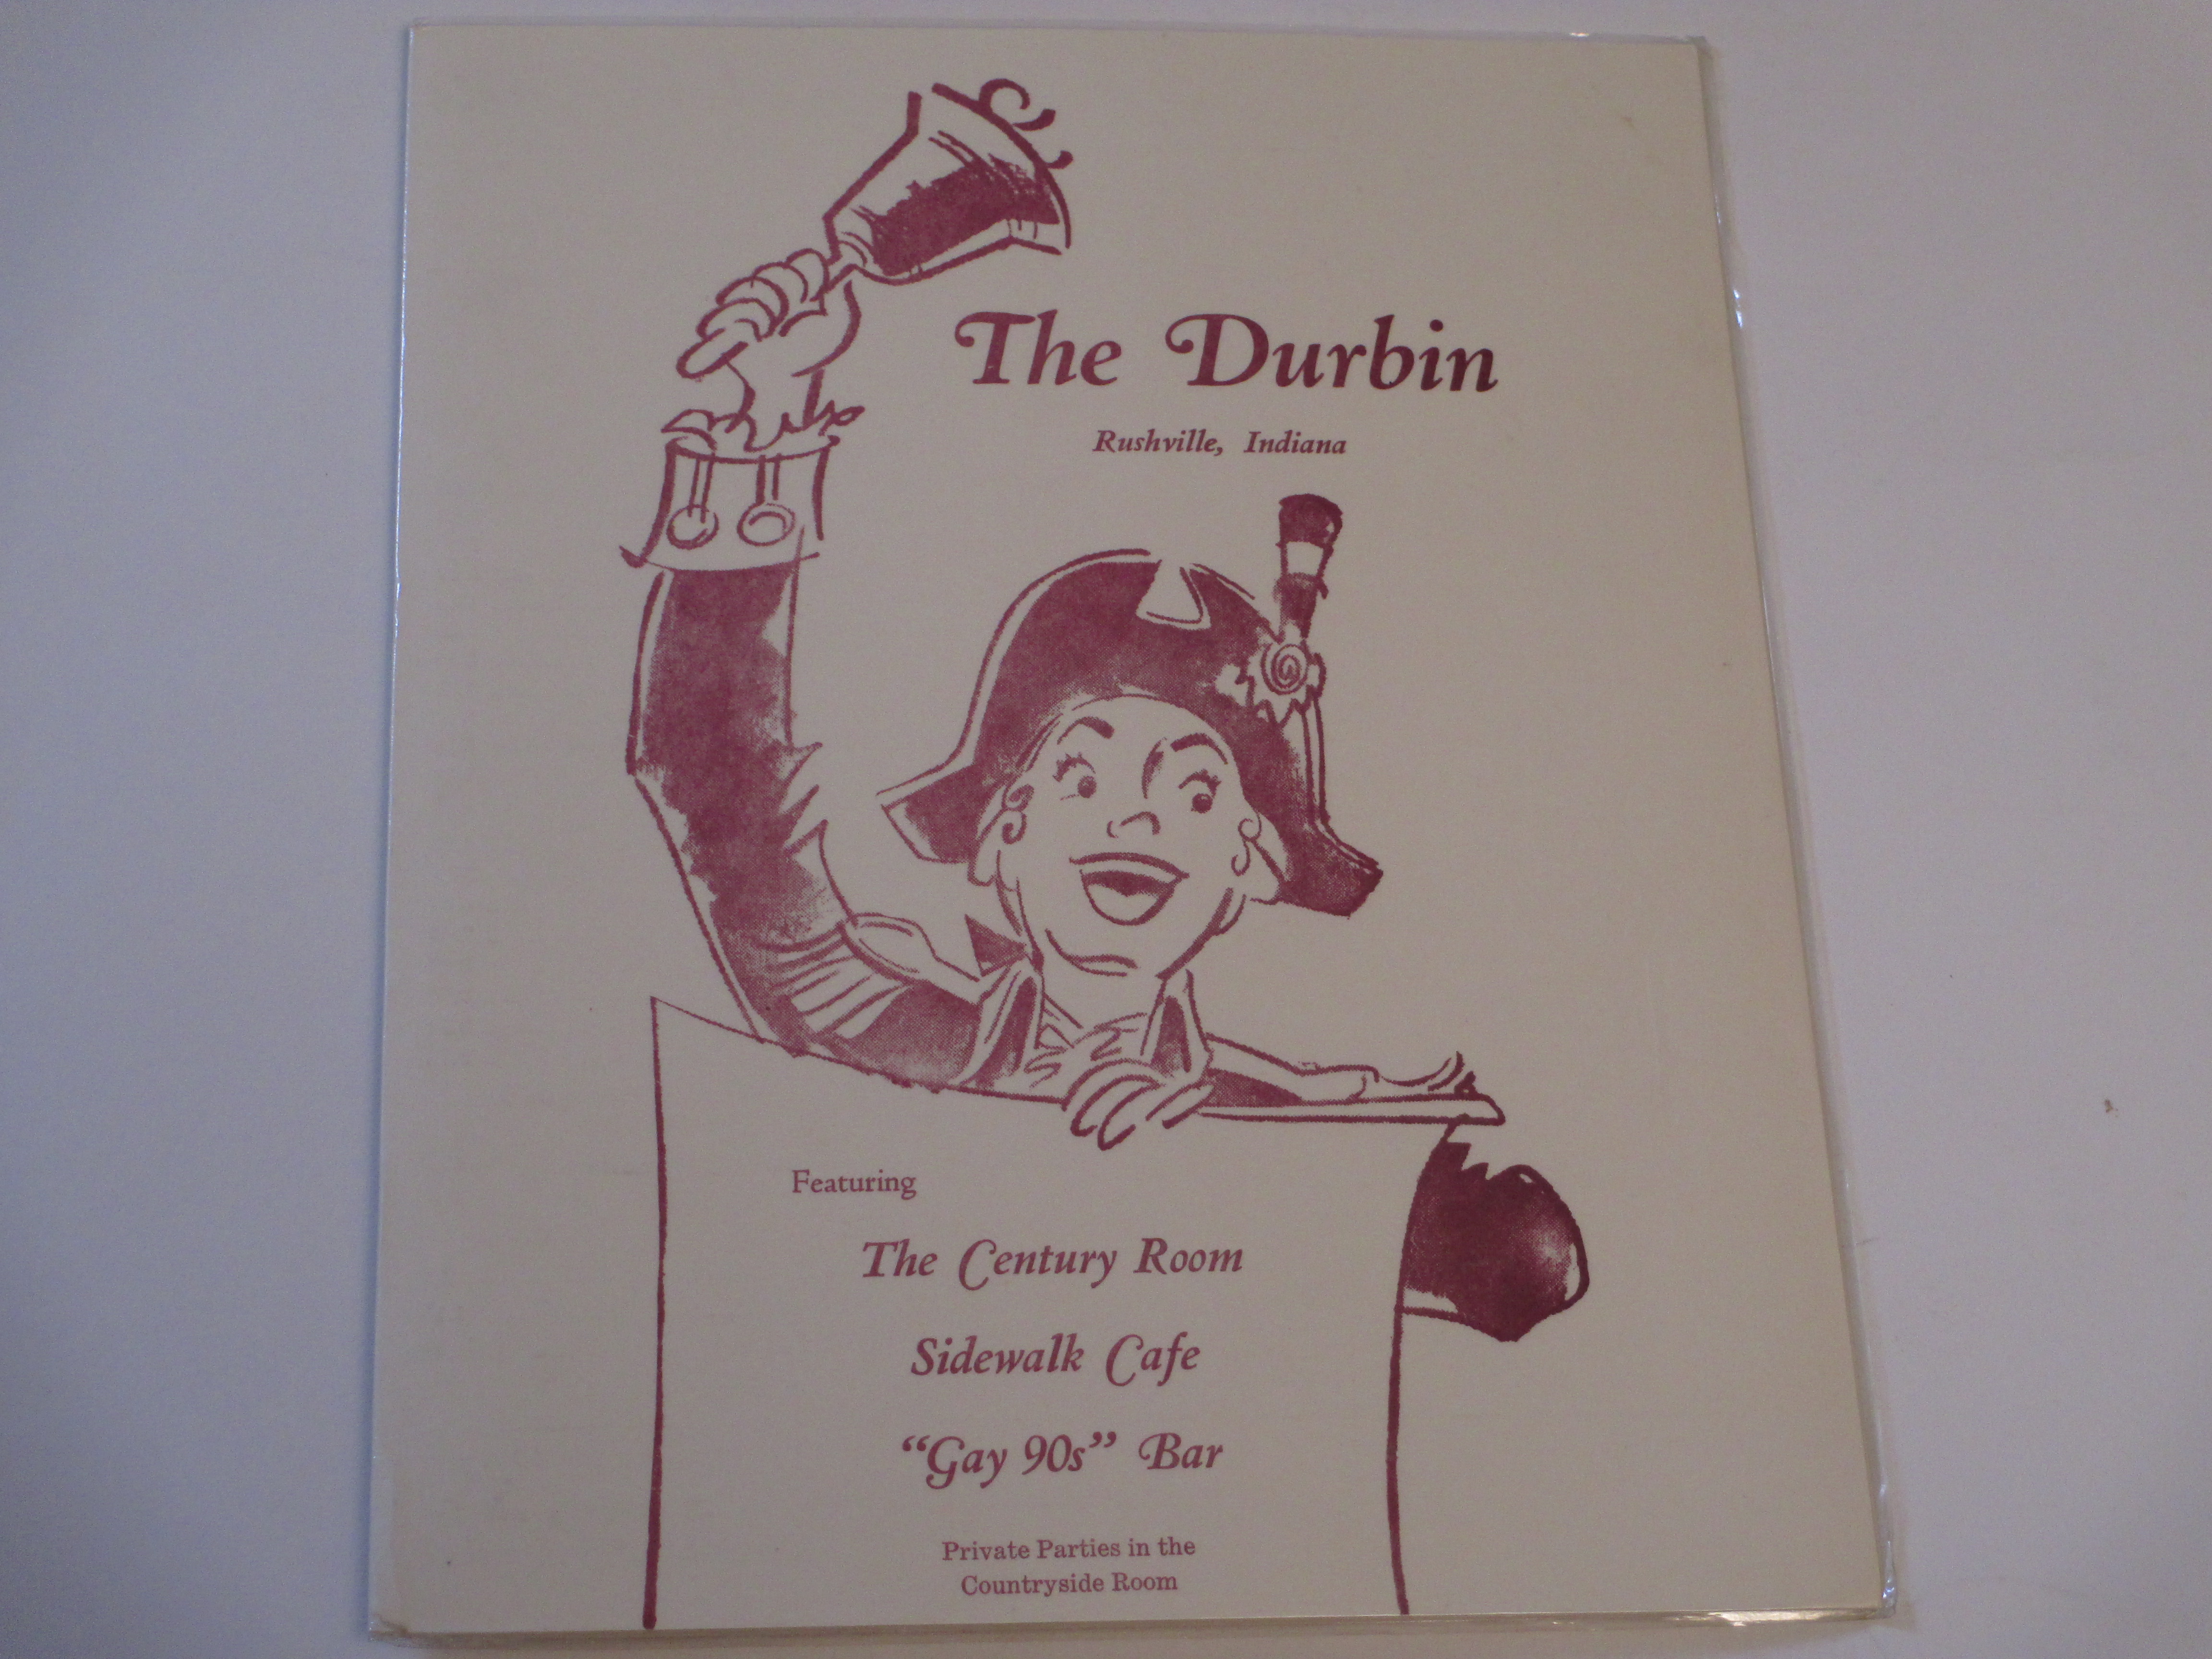 The Durbin
Rushville, Indiana
Featuring
The Century Room
Sidewalk Cafe
“Gay 90s” Bar
Private Parties in the
Countryside Room